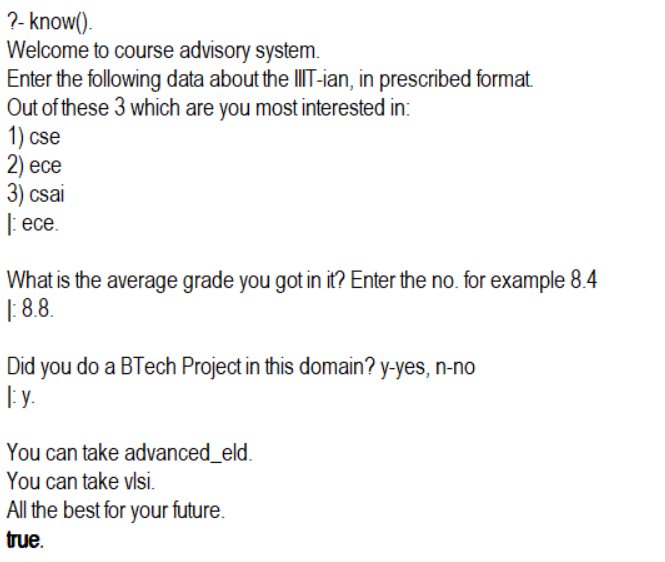 ?- know().
Welcome to course advisory system.
Enter the following data about the IIIT-ian, in prescribed format.
Out of these 3 which are you most interested in:
1) cse
2) ece
3) csai
|: ece.
What is the average grade you got in it? Enter the no. for example 8.4
|: 8.8.
Did you do a BTech Project in this domain? y-yes, n-no
|: y.
You can take advanced_eld.
You can take vlsi.
All the best for your future.
true.